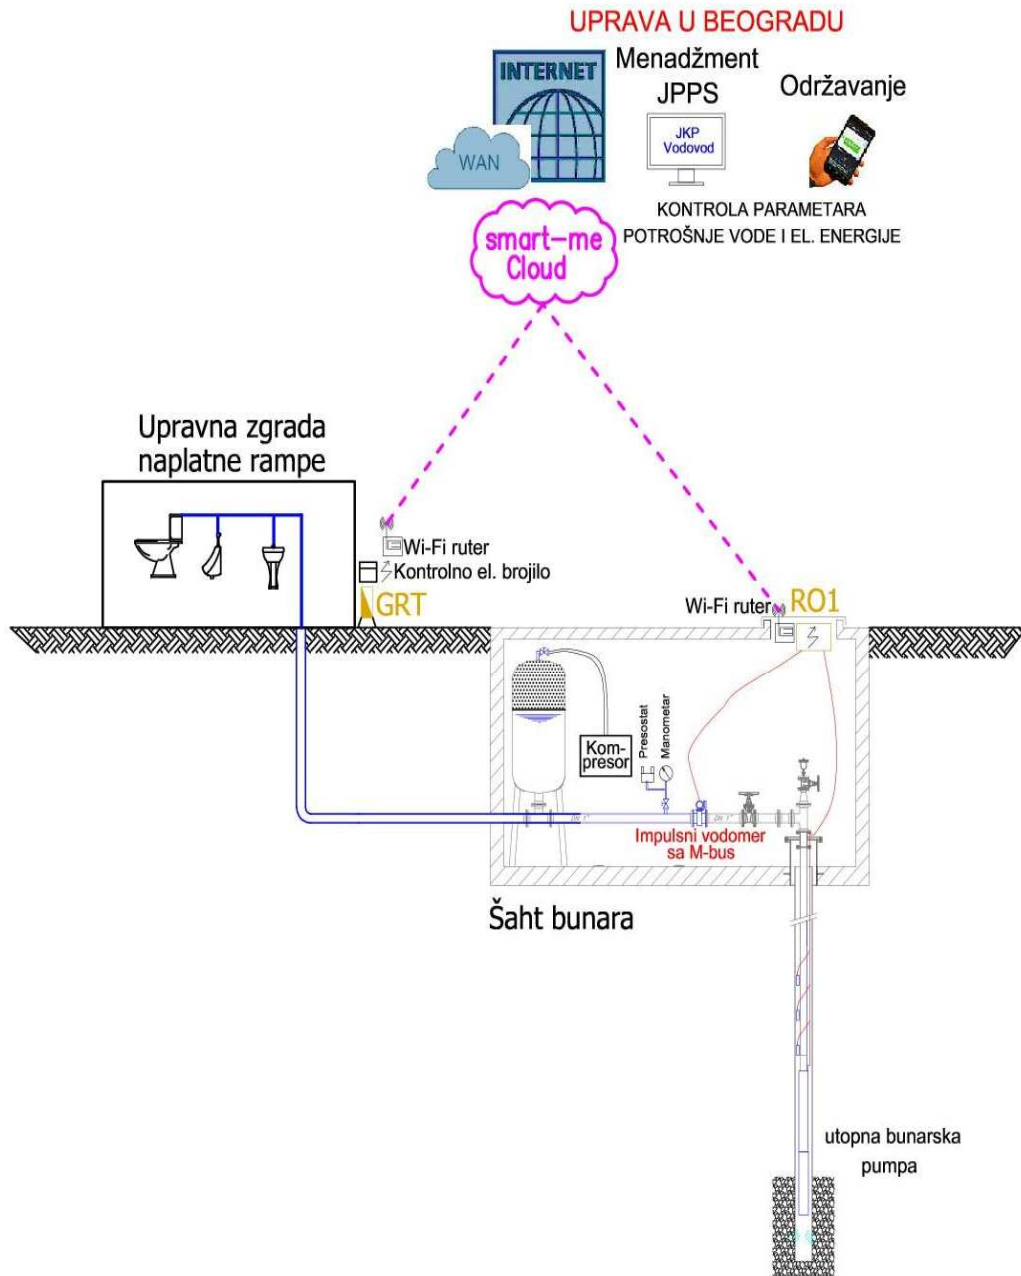 UPRAVA U BEOGRADU
INTERNET
WAN
Menadžment
JPPS
JKP
Vodovod
Održavanje
KONTROLA PARAMETARA
POTROŠNJE VODE I EL. ENERGIJE
smart-me
Cloud
Upravna zgrada
naplatne rampe
Wi-Fi ruter
Kontrolno el. brojilo
GRT
Wi-Fi ruter
RO1
Kom-
presor
Presostat
Manometar
Impulsni vodomer
sa M-bus
Šaht bunara
utopna bunarska
pumpa